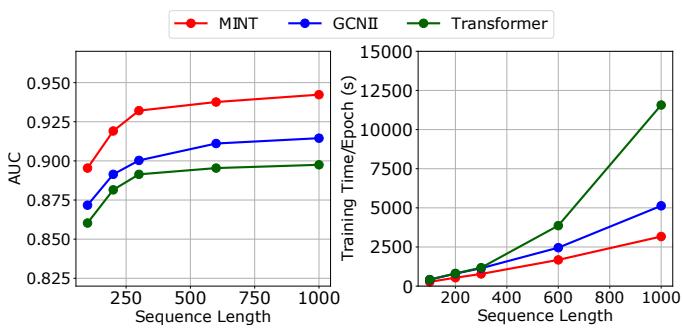 MINT GCNII Transformer
AUC
0.950
0.925
0.900
0.875
0.850
0.825
250 500 750 1000
Sequence Length
Training Time/Epoch (s)
15000
12500
10000
7500
5000
2500
0
200 400 600 800 1000
Sequence Length